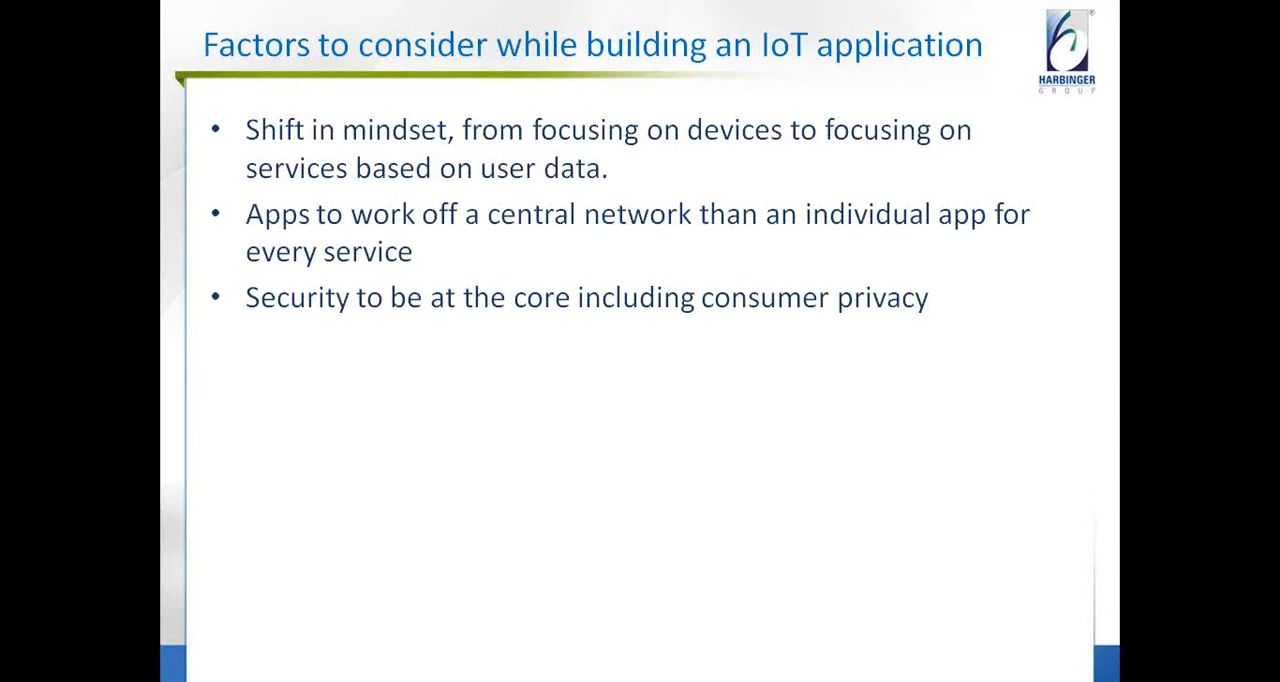 Factors to consider while building an IoT application
HARBINGER
GROUP
• Shift in mindset, from focusing on devices to focusing on
services based on user data.
• Apps to work off a central network than an individual app for
every service
• Security to be at the core including consumer privacy